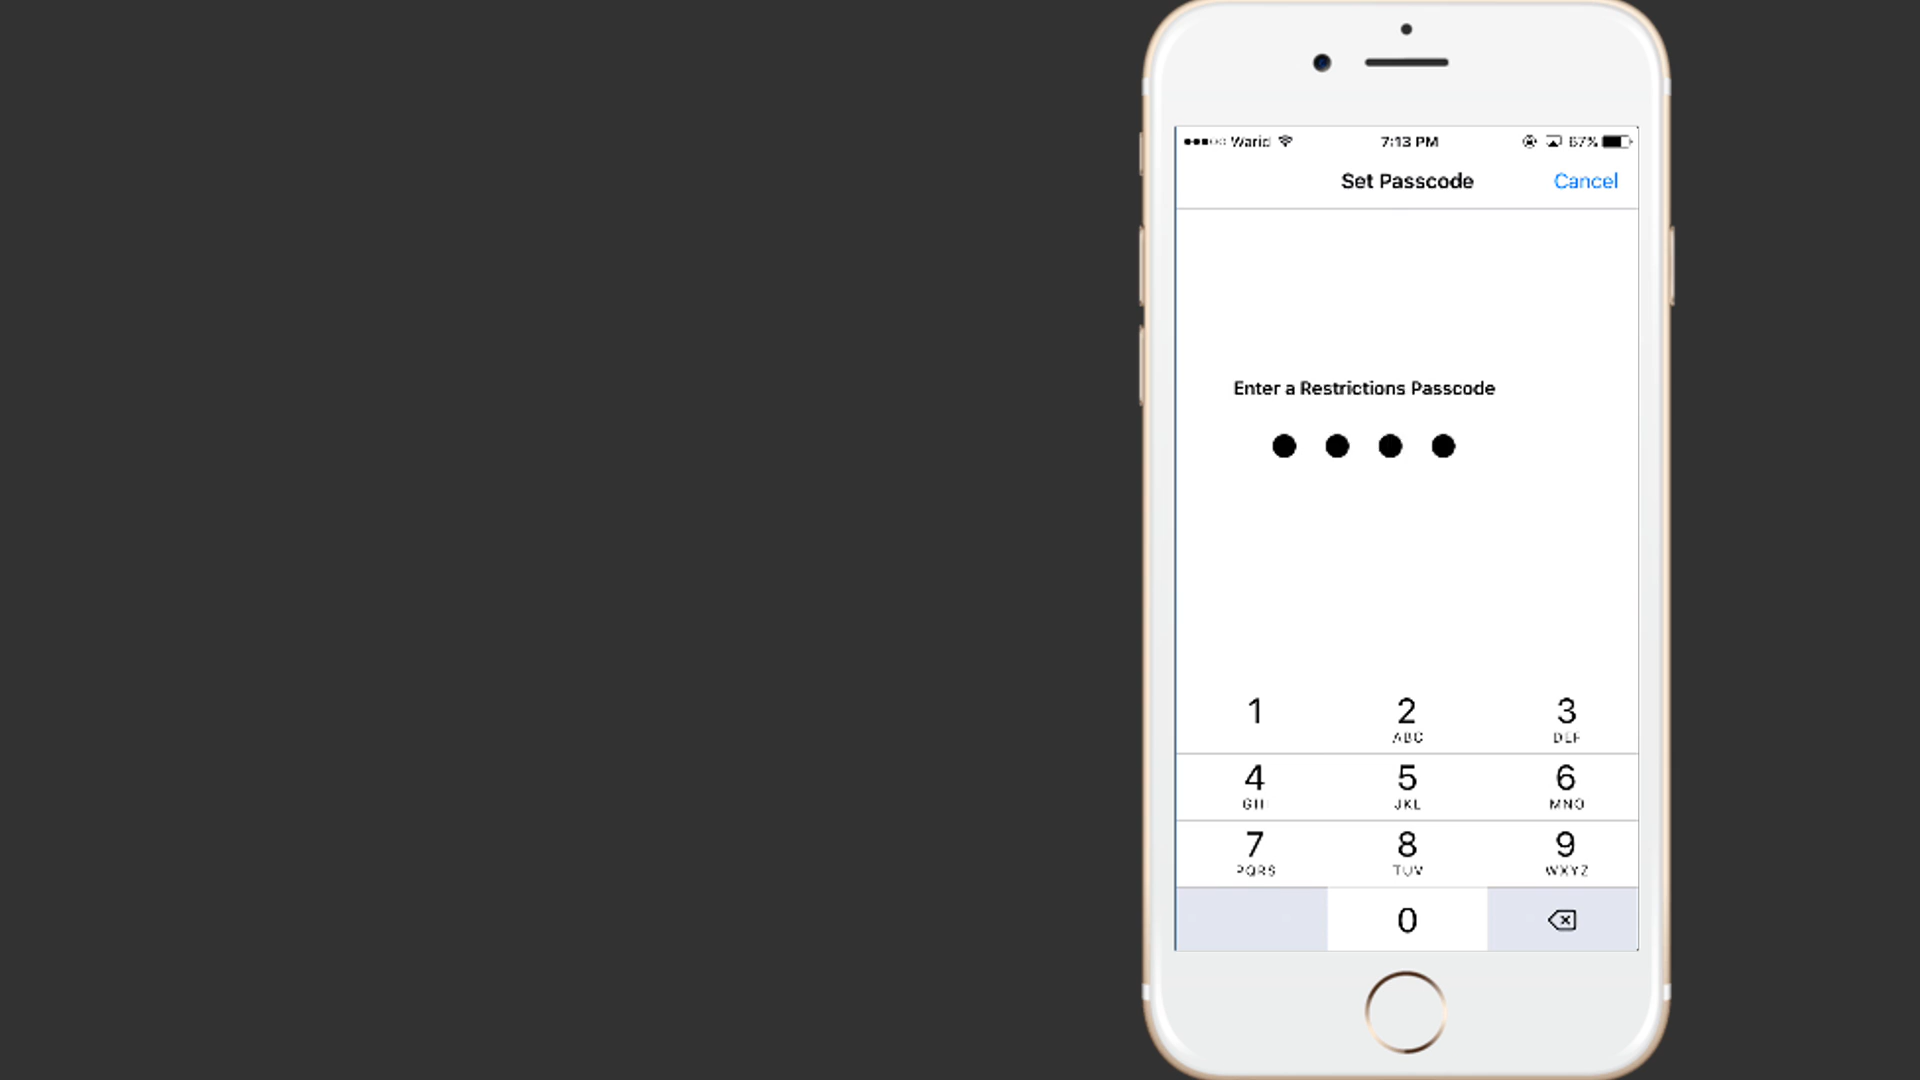 Warid 7:13 PM 67%
Set Passcode Cancel
Enter a Restrictions Passcode
1 2 3
ABC DEF
4 5 6
GHI JKL MNO
7 8 9
PQRS TUV WXYZ
0